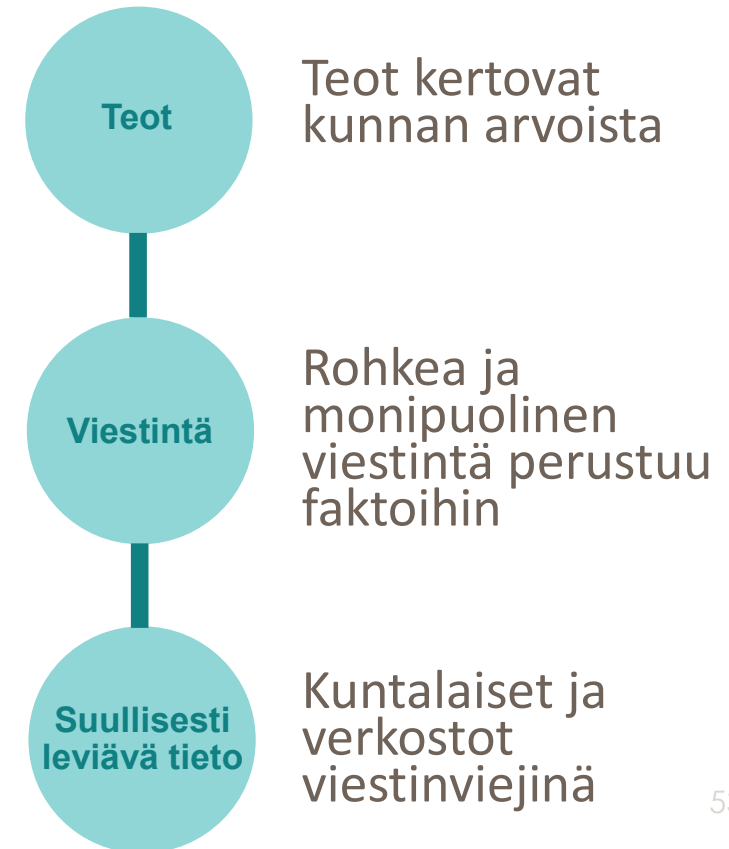 Teot
Teot kertovat
kunnan arvoista
Viestintä
Rohkea ja
monipuolinen
viestintä perustuu
faktoihin
Suullisesti
leviävä tieto
Kuntalaiset ja
verkostot
viestinviejinä